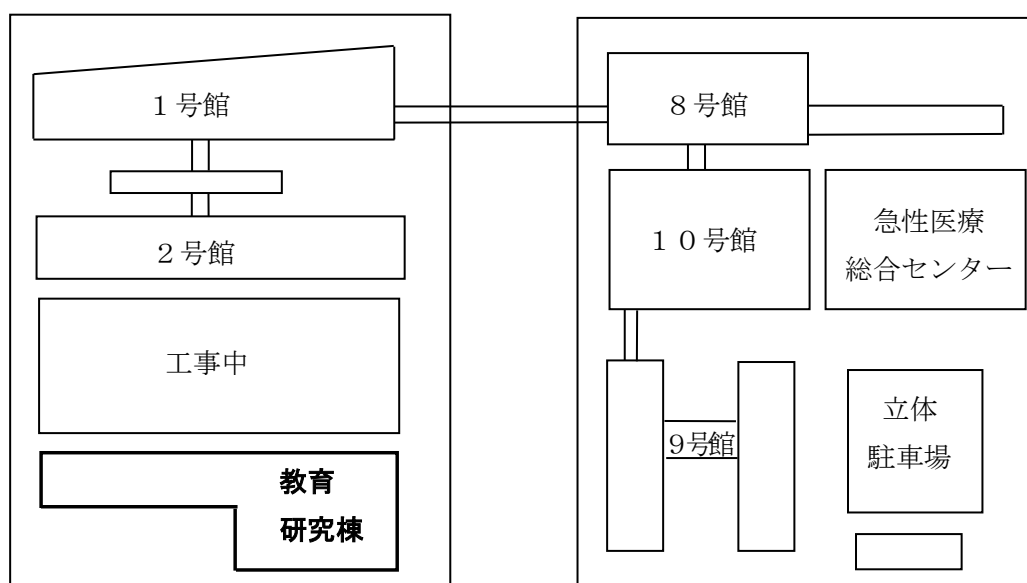 １号館
２号館
工事中
教育
研究棟
８号館
１０号館
急性医療
総合センター
９号館
立体
駐車場